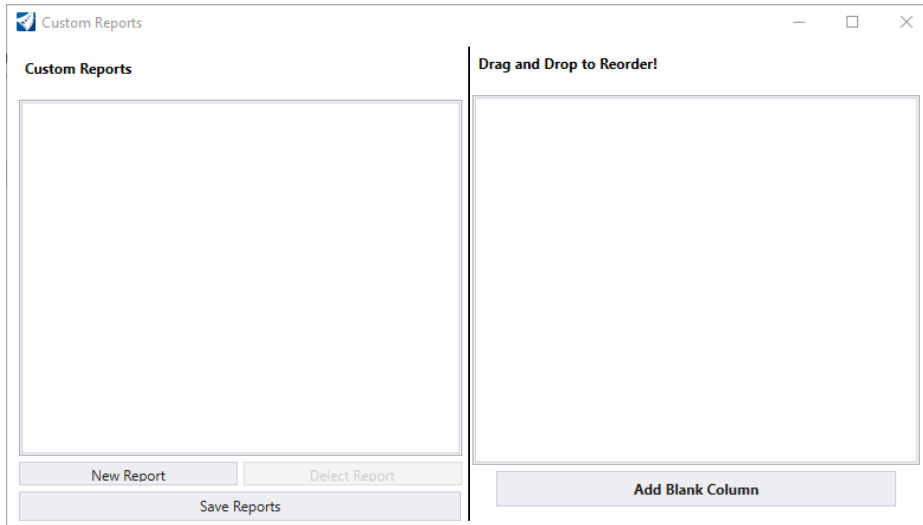 Custom Reports
Custom Reports
Drag and Drop to Reorder!
New Report
Delect Report
Save Reports
Add Blank Column